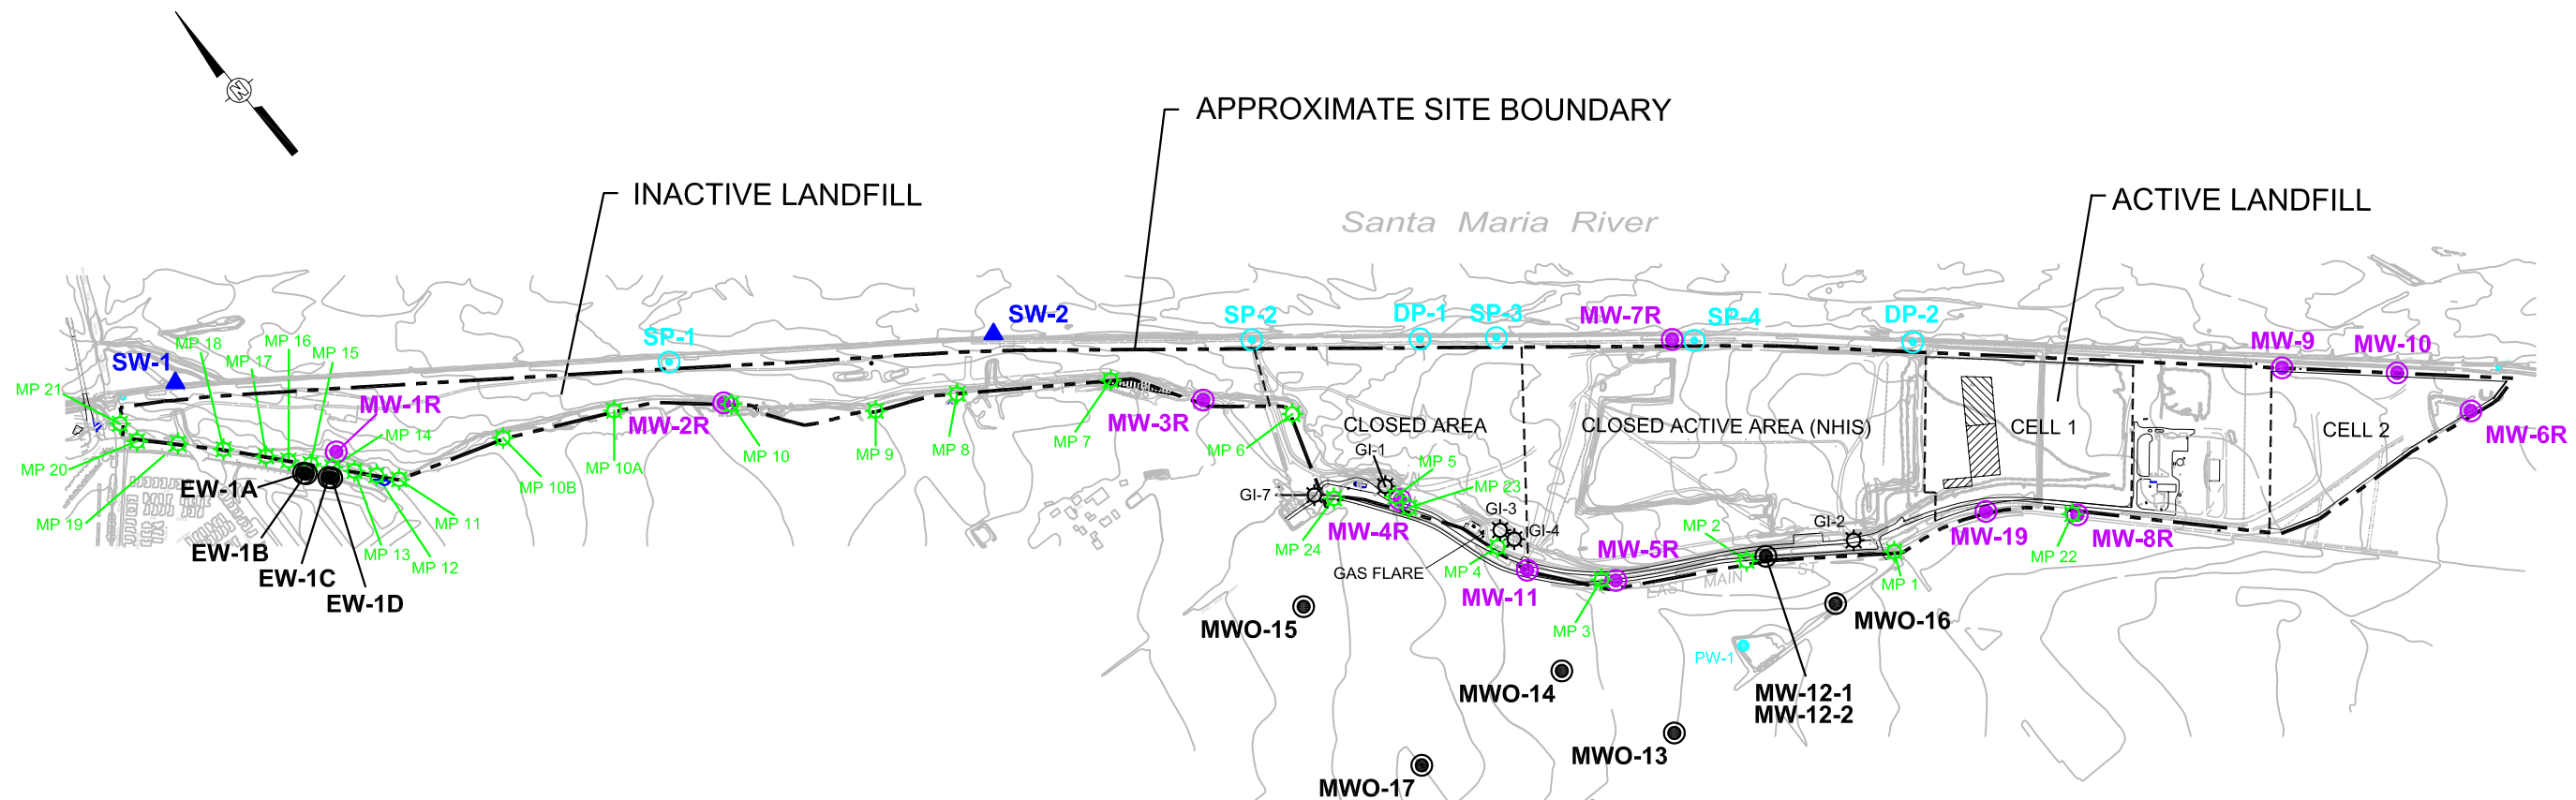 N
APPROXIMATE SITE BOUNDARY
INACTIVE LANDFILL
ACTIVE LANDFILL
Santa Maria River
SW-1
SW-2
SP-1
SP-2
DP-1
SP-3
MW-7R
SP-4
DP-2
MW-9
MW-10
MP 21
MP 18
MP 17
MP 16
MP 15
MW-1R
MP 14
MW-2R
MP 10
MP 10A
MP 10B
MP 9
MP 8
MP 7
MW-3R
MP 6
CLOSED AREA
CLOSED ACTIVE AREA (NHIS)
CELL 1
CELL 2
MW-6R
MP 20
MP 19
EW-1A
EW-1B
EW-1C
EW-1D
MP 13
MP 12
MP 11
GI-1
MP 5
MP 23
GI-7
GI-3
GI-4
MP 24
MW-4R
GAS FLARE
MP 4
MW-11
MW-5R
MP 3
MP 2
GI-2
MP 1
MW-19
MP 22
MW-8R
EAST MAIN ST
MWO-15
MWO-16
PW-1
MWO-14
MW-12-1
MW-12-2
MWO-13
MWO-17